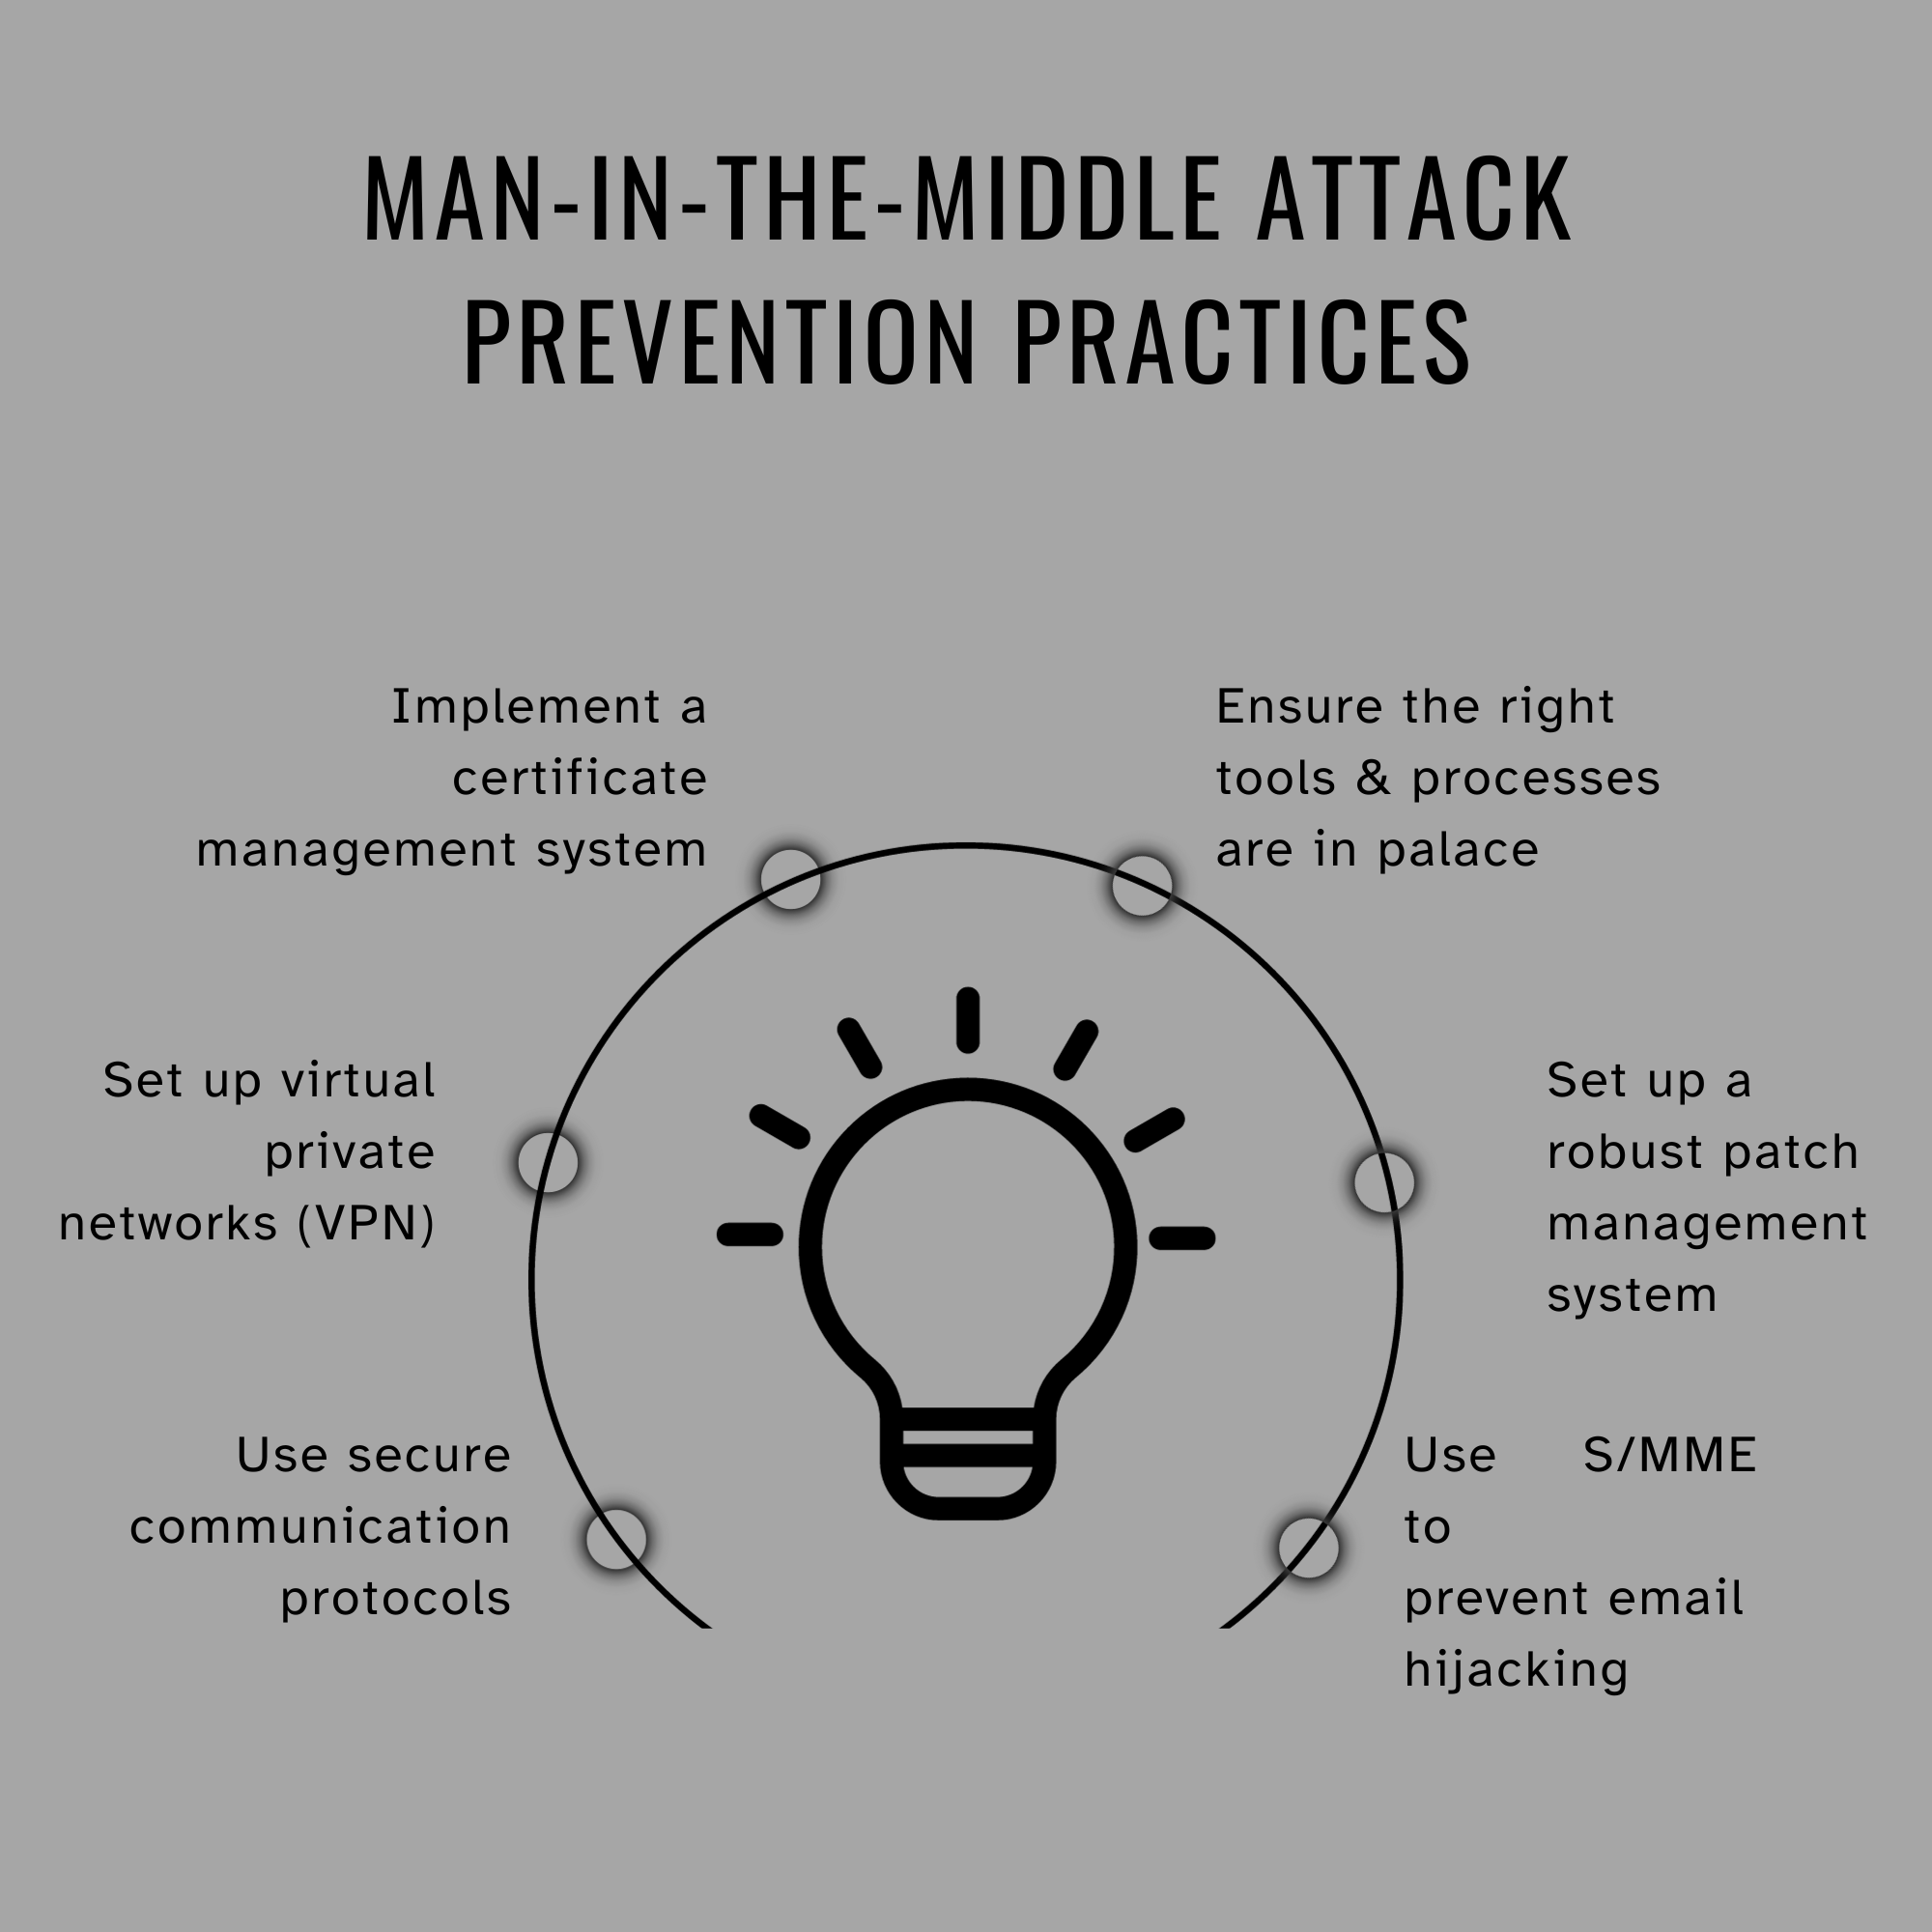 MAN-IN-THE-MIDDLE ATTACK
PREVENTION PRACTICES
Implement a
certificate
management system
Ensure the right
tools & processes
are in palace
Set up virtual
private
networks (VPN)
Set up a
robust patch
management
system
Use secure
communication
protocols
Use S/MME
to
prevent email
hijacking